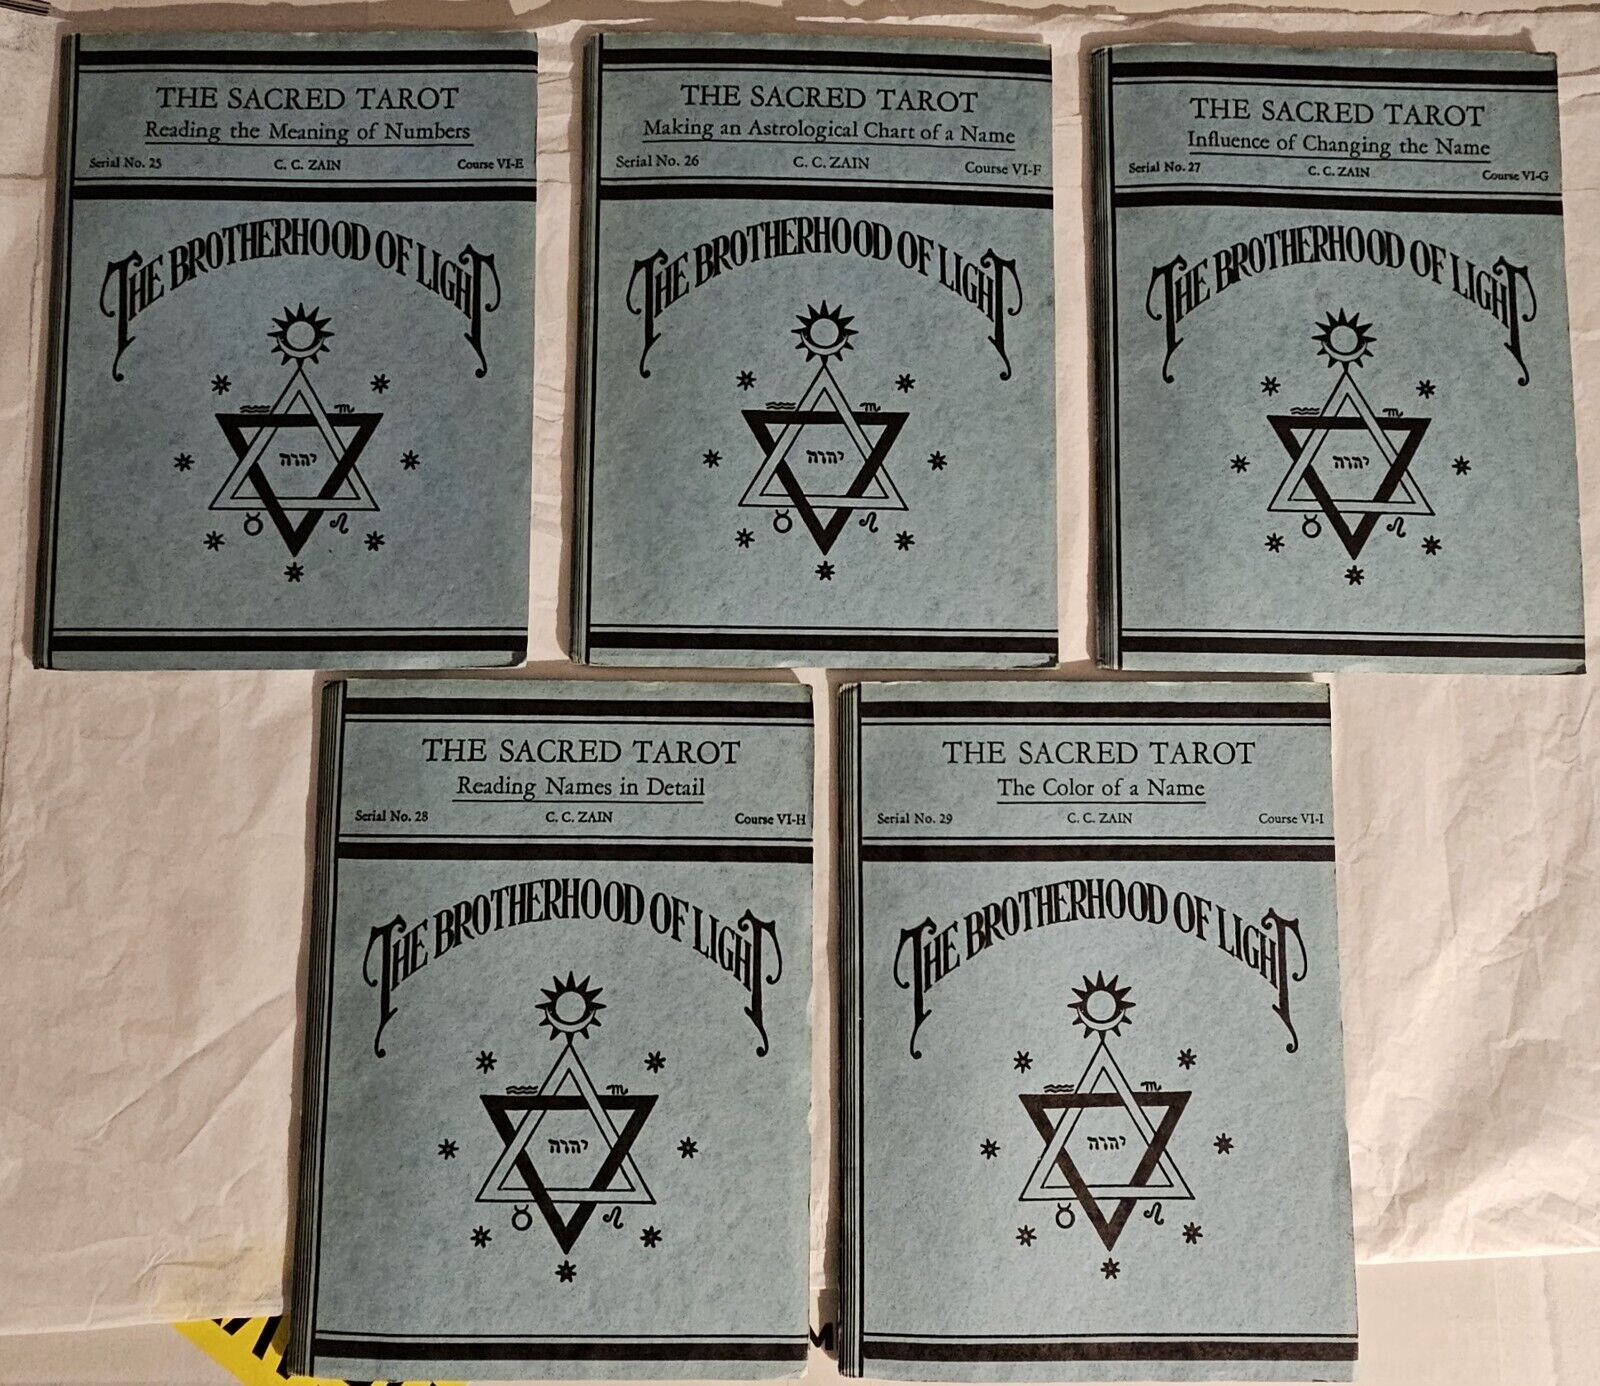 THE SACRED TAROT
Reading the Meaning of Numbers
Serial No. 25 C. C. ZAIN Course VI-E
THE BROTHERHOOD OF LIGHT
יהוה
THE SACRED TAROT
Making an Astrological Chart of a Name
Serial No. 26 C. C. ZAIN Course VI-F
THE BROTHERHOOD OF LIGHT
יהוה
THE SACRED TAROT
Influence of Changing the Name
Serial No. 27 C. C. ZAIN Course VI-G
THE BROTHERHOOD OF LIGHT
יהוה
THE SACRED TAROT
Reading Names in Detail
Serial No. 28 C. C. ZAIN Course VI-H
THE BROTHERHOOD OF LIGHT
יהוה
THE SACRED TAROT
The Color of a Name
Serial No. 29 C. C. ZAIN Course VI-I
THE BROTHERHOOD OF LIGHT
יהוה